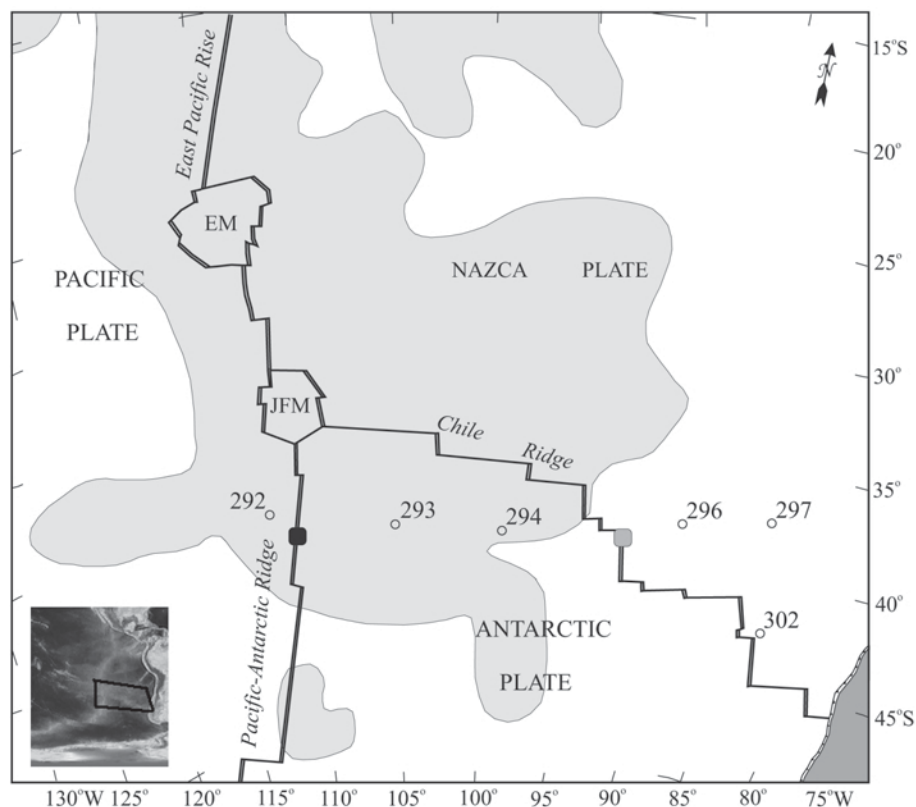 15°S
East Pacific Rise
N
20°
EM
PACIFIC
PLATE
NAZCA PLATE
25°
30°
JFM
Chile
Ridge
35°
292
293
294
296
297
Pacific-Antarctic Ridge
40°
ANTARCTIC
PLATE
302
45°S
130°W 125° 120° 115° 110° 105° 100° 95° 90° 85° 80° 75°W